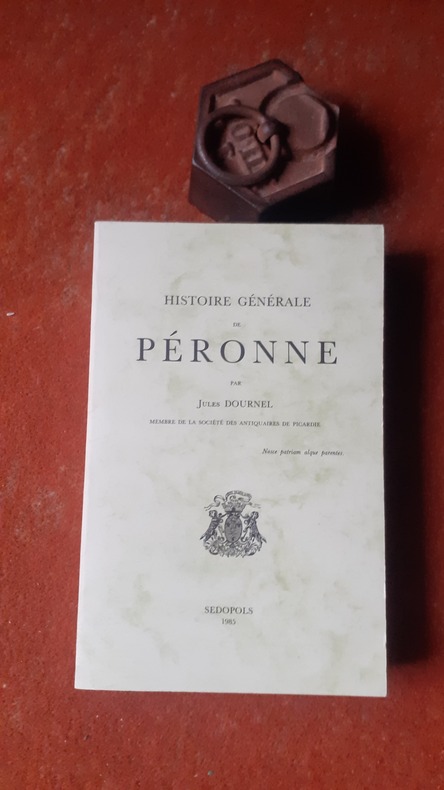 HISTOIRE GÉNÉRALE
DE
PÉRONNE
PAR
JULES DOURNEL
MEMBRE DE LA SOCIÉTÉ DES ANTIQUAIRES DE PICARDIE
Nosce patriam atque parentes.
SEDOPOLS
1985